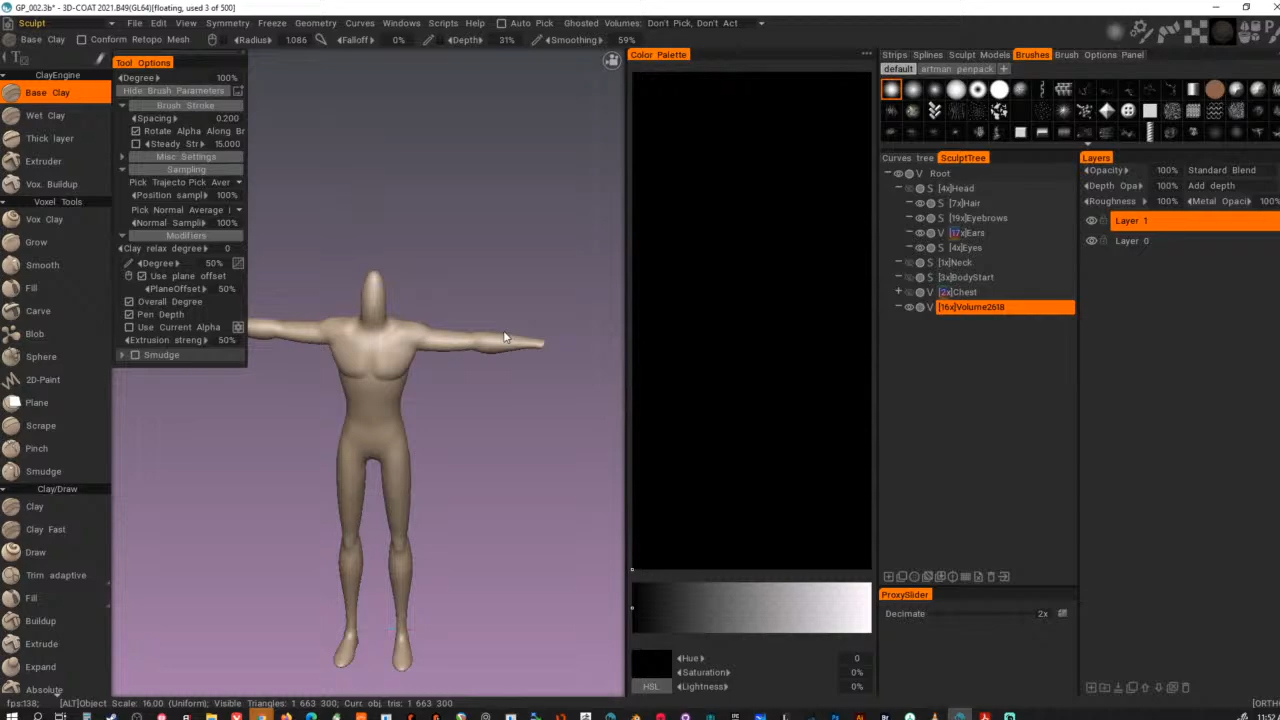 GP_002.3b* - 3D-COAT 2021.B49(GL64)[floating, used 3 of 500]
Sculpt File Edit View Symmetry Freeze Geometry Curves Windows Scripts Help Auto Pick Ghosted Volumes: Don't Pick, Don't Act
Base Clay Conform Retopo Mesh Radius 1.086 Falloff 0% Depth 31% Smoothing 59%
ClayEngine
Base Clay
Wet Clay
Thick layer
Extruder
Vox. Buildup
Voxel Tools
Vox Clay
Grow
Smooth
Fill
Carve
Blob
Sphere
2D-Paint
Plane
Scrape
Pinch
Smudge
Clay/Draw
Clay
Clay Fast
Draw
Trim adaptive
Fill
Buildup
Extrude
Expand
Absolute
Tool Options
Degree 100%
Hide Brush Parameters
Brush Stroke
Spacing 0.200
Rotate Alpha Along Br
Steady Str 15.000
Misc Settings
Sampling
Pick Trajecto Pick Aver
Position sampl 100%
Pick Normal Average
Normal Sampli 100%
Modifiers
Clay relax degree 0
Degree 50%
Use plane offset
PlaneOffset 50%
Overall Degree
Pen Depth
Use Current Alpha
Extrusion streng 50%
Smudge
Color Palette
Hue 0
Saturation 0%
HSL Lightness 0%
Strips Splines Sculpt Models Brushes Brush Options Panel
default artman penpack +
Curves tree SculptTree
Root
S [4x]Head
S [7x]Hair
S [19x]Eyebrows
V [17x]Ears
S [4x]Eyes
S [1x]Neck
S [3x]BodyStart
V [2x]Chest
V [16x]Volume2618
ProxySlider
Decimate 2x
Layers
Opacity 100% Standard Blend
Depth Opa 100% Add depth
Roughness 100% Metal Opaci 100%
Layer 1
Layer 0
fps:138; [ALT]Object Scale: 16.00 (Uniform); Visible Triangles: 1 663 300; Curr. obj. tris: 1 663 300